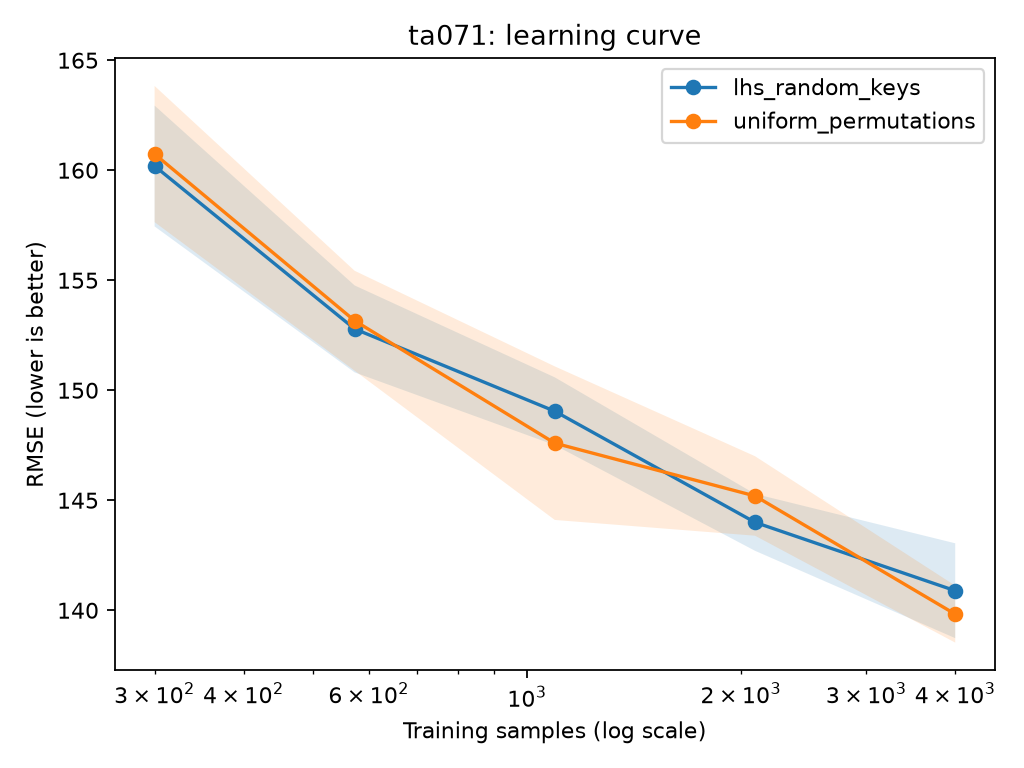 ta071: learning curve
lhs_random_keys
uniform_permutations
RMSE (lower is better)
165
160
155
150
145
140
3 × 10² 4 × 10² 6 × 10² 10³ 2 × 10³ 3 × 10³ 4 × 10³
Training samples (log scale)